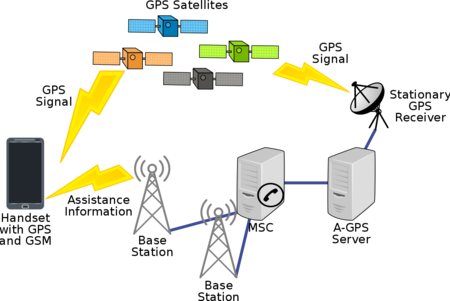 GPS Satellites
GPS
Signal
GPS
Signal
Stationary
GPS
Receiver
Assistance
Information
Handset
with GPS
and GSM
Base
Station
MSC
A-GPS
Server
Base
Station